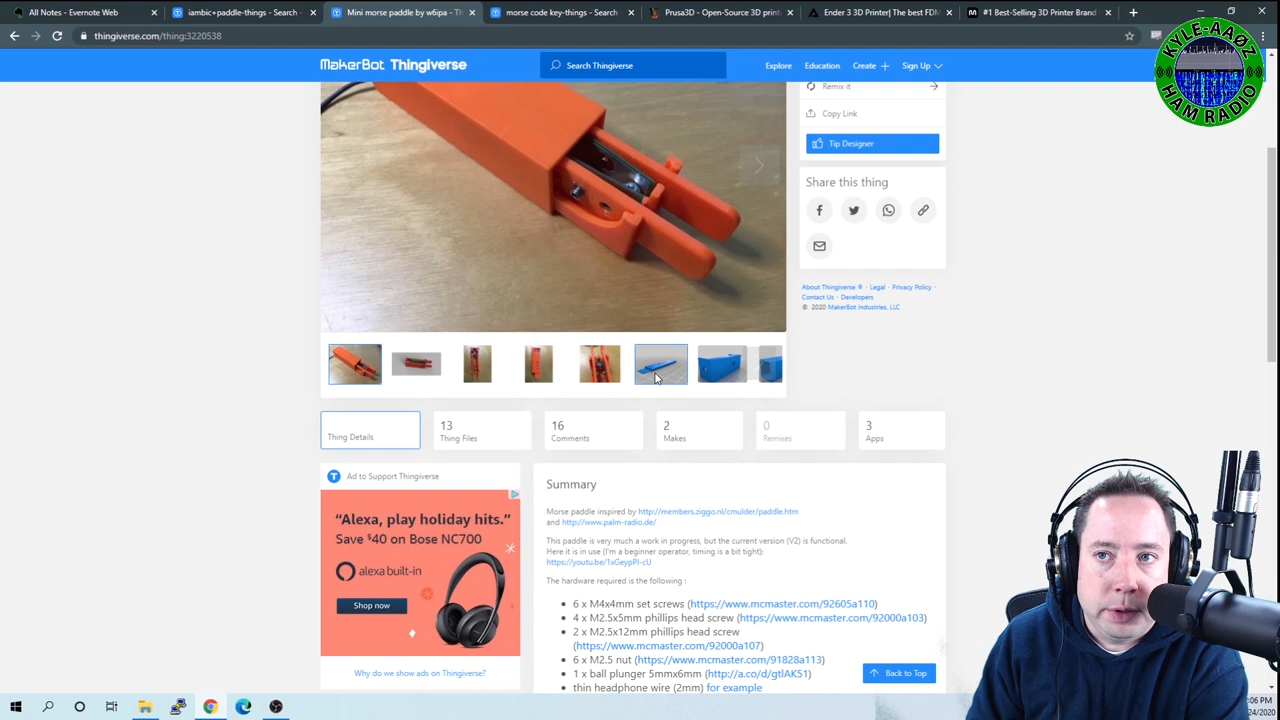 All Notes - Evernote Web
iambic+paddle-by-things - Search -
Mini morse paddle by w6ipa - Th
morse code key - Search -
Prusa3D - Open-source 3D print
Ender 3 3D Printer| The best FDM
#1 Best-Selling 3D Printer Brand
thingiverse.com/thing:3220538
KYLE-AAØZ
HAM RADIO
MakerBot Thingiverse
Search Thingiverse
Explore
Education
Create
Sign Up
Remix it
Copy Link
Tip Designer
Share this thing
About Thingiverse ® · Legal · Privacy Policy ·
Contact Us · Developers
© 2020 MakerBot Industries, LLC
Thing Details
13
Thing Files
16
Comments
2
Makes
0
Remixes
3
Apps
Ad to Support Thingiverse
"Alexa, play holiday hits."
Save $40 on Bose NC700
alexa built-in
Shop now
Why do we show ads on Thingiverse?
Summary
Morse paddle inspired by http://members.ziggo.nl/cmulder/paddle.htm
and http://www.palm-radio.de/
This paddle is very much a work in progress, but the current version (V2) is functional.
Here it is in use (I'm a beginner operator, timing is a bit tight):
https://youtu.be/1xGeypPl-cU
The hardware required is the following :
6 x M4x4mm set screws (https://www.mcmaster.com/92605a110)
4 x M2.5x5mm phillips head screw (https://www.mcmaster.com/92000a103)
2 x M2.5x12mm phillips head screw
(https://www.mcmaster.com/92000a107)
6 x M2.5 nut (https://www.mcmaster.com/91828a113)
1 x ball plunger 5mmx6mm (http://a.co/d/gtlAK51)
thin headphone wire (2mm) for example
Back to Top
:06 PM
/24/2020